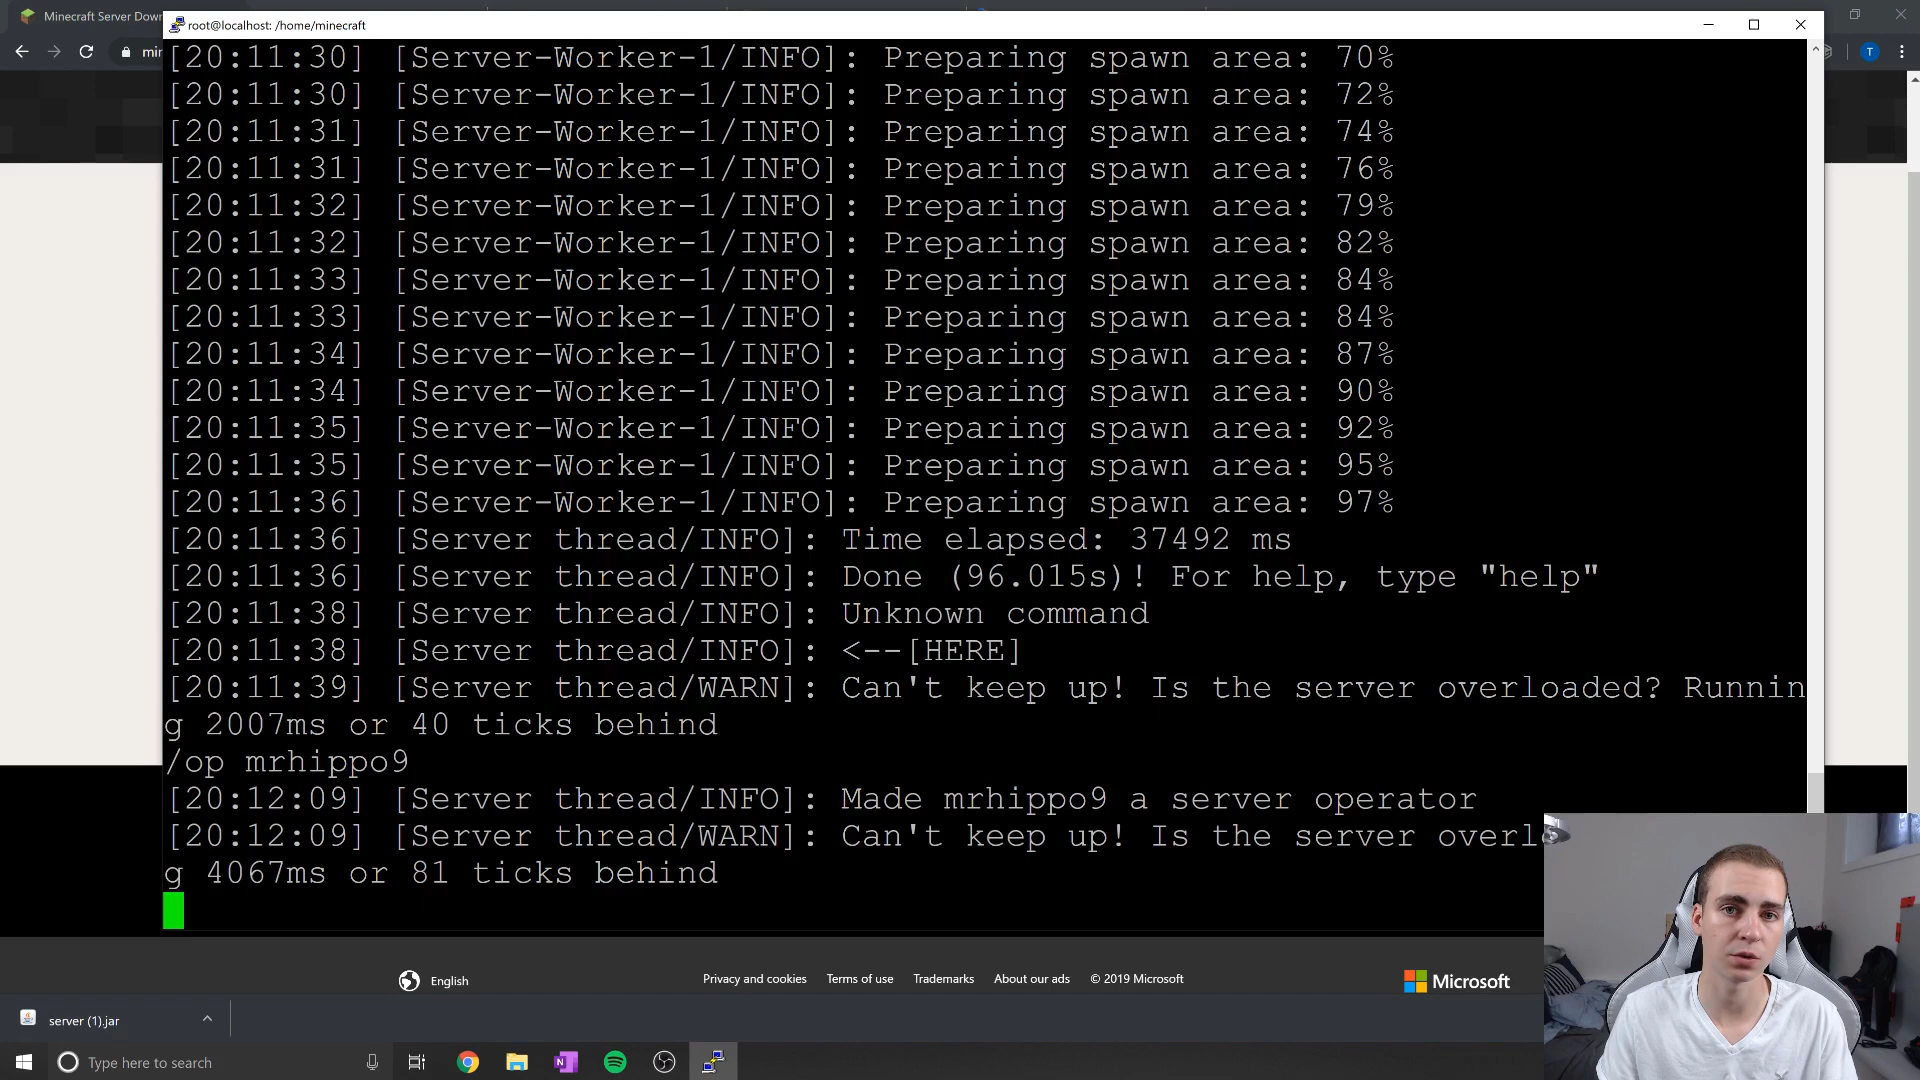 Minecraft Server Down
root@localhost: /home/minecraft
T
[20:11:30] [Server-Worker-1/INFO]: Preparing spawn area: 70%
[20:11:30] [Server-Worker-1/INFO]: Preparing spawn area: 72%
[20:11:31] [Server-Worker-1/INFO]: Preparing spawn area: 74%
[20:11:31] [Server-Worker-1/INFO]: Preparing spawn area: 76%
[20:11:32] [Server-Worker-1/INFO]: Preparing spawn area: 79%
[20:11:32] [Server-Worker-1/INFO]: Preparing spawn area: 82%
[20:11:33] [Server-Worker-1/INFO]: Preparing spawn area: 84%
[20:11:33] [Server-Worker-1/INFO]: Preparing spawn area: 84%
[20:11:34] [Server-Worker-1/INFO]: Preparing spawn area: 87%
[20:11:34] [Server-Worker-1/INFO]: Preparing spawn area: 90%
[20:11:35] [Server-Worker-1/INFO]: Preparing spawn area: 92%
[20:11:35] [Server-Worker-1/INFO]: Preparing spawn area: 95%
[20:11:36] [Server-Worker-1/INFO]: Preparing spawn area: 97%
[20:11:36] [Server thread/INFO]: Time elapsed: 37492 ms
[20:11:36] [Server thread/INFO]: Done (96.015s)! For help, type "help"
[20:11:38] [Server thread/INFO]: Unknown command
[20:11:38] [Server thread/INFO]: <--[HERE]
[20:11:39] [Server thread/WARN]: Can't keep up! Is the server overloaded? Runnin
g 2007ms or 40 ticks behind
/op mrhippo9
[20:12:09] [Server thread/INFO]: Made mrhippo9 a server operator
[20:12:09] [Server thread/WARN]: Can't keep up! Is the server overl
g 4067ms or 81 ticks behind
English Privacy and cookies Terms of use Trademarks About our ads © 2019 Microsoft Microsoft
server (1).jar
Type here to search